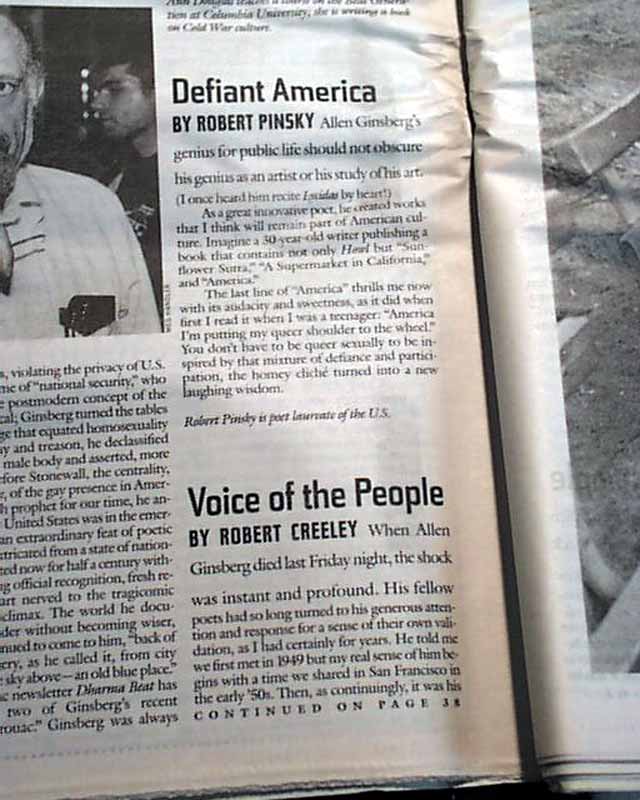 tion at Columbia University; she is writing a book
on Cold War culture.
Defiant America
BY ROBERT PINSKY Allen Ginsberg's
genius for public life should not obscure
his genius as an artist or his study of his art.
(I once heard him recite by heart!)
As a great innovative poet, he created works
that I think will remain part of American cul-
ture. Imagine a 30-year-old writer publishing a
book that contains not only Howl but "Sun-
flower Sutra," "A Supermarket in California,"
and "America."
The last line of "America" thrills me now
with its audacity and sweetness, as it did when
first I read it when I was a teenager: "America
I'm putting my queer shoulder to the wheel."
You don't have to be queer sexually to be in-
spired by that mixture of defiance and partici-
pation, the homey cliché turned into a new
laughing wisdom.
Robert Pinsky is poet laureate of the U.S.
Voice of the People
BY ROBERT CREELEY When Allen
Ginsberg died last Friday night, the shock
was instant and profound. His fellow
poets had so long turned to his generous atten-
tion and response for a sense of their own vali-
dation, as I had certainly for years. He told me
we first met in 1949 but my real sense of him be-
gins with a time we shared in San Francisco in
the early '50s. Then, as continuingly, it was his
CONTINUED ON PAGE 38
violating the privacy of U.S.
of "national security," who
postmodern concept of the
Ginsberg turned the tables
that equated homosexuality
and treason, he declassified
male body and asserted, more
Stonewall, the centrality,
of the gay presence in Amer-
prophet for our time, he an-
United States was in the emer-
an extraordinary feat of poetic
from a state of nation-
now for half a century with-
official recognition, fresh re-
nerved to the tragicomic
climax. The world he docu-
without becoming wiser,
to come to him, "back of
as he called it, from city
sky above—an old blue place."
newsletter Dharma Beat has
two of Ginsberg's recent
Ginsberg was always